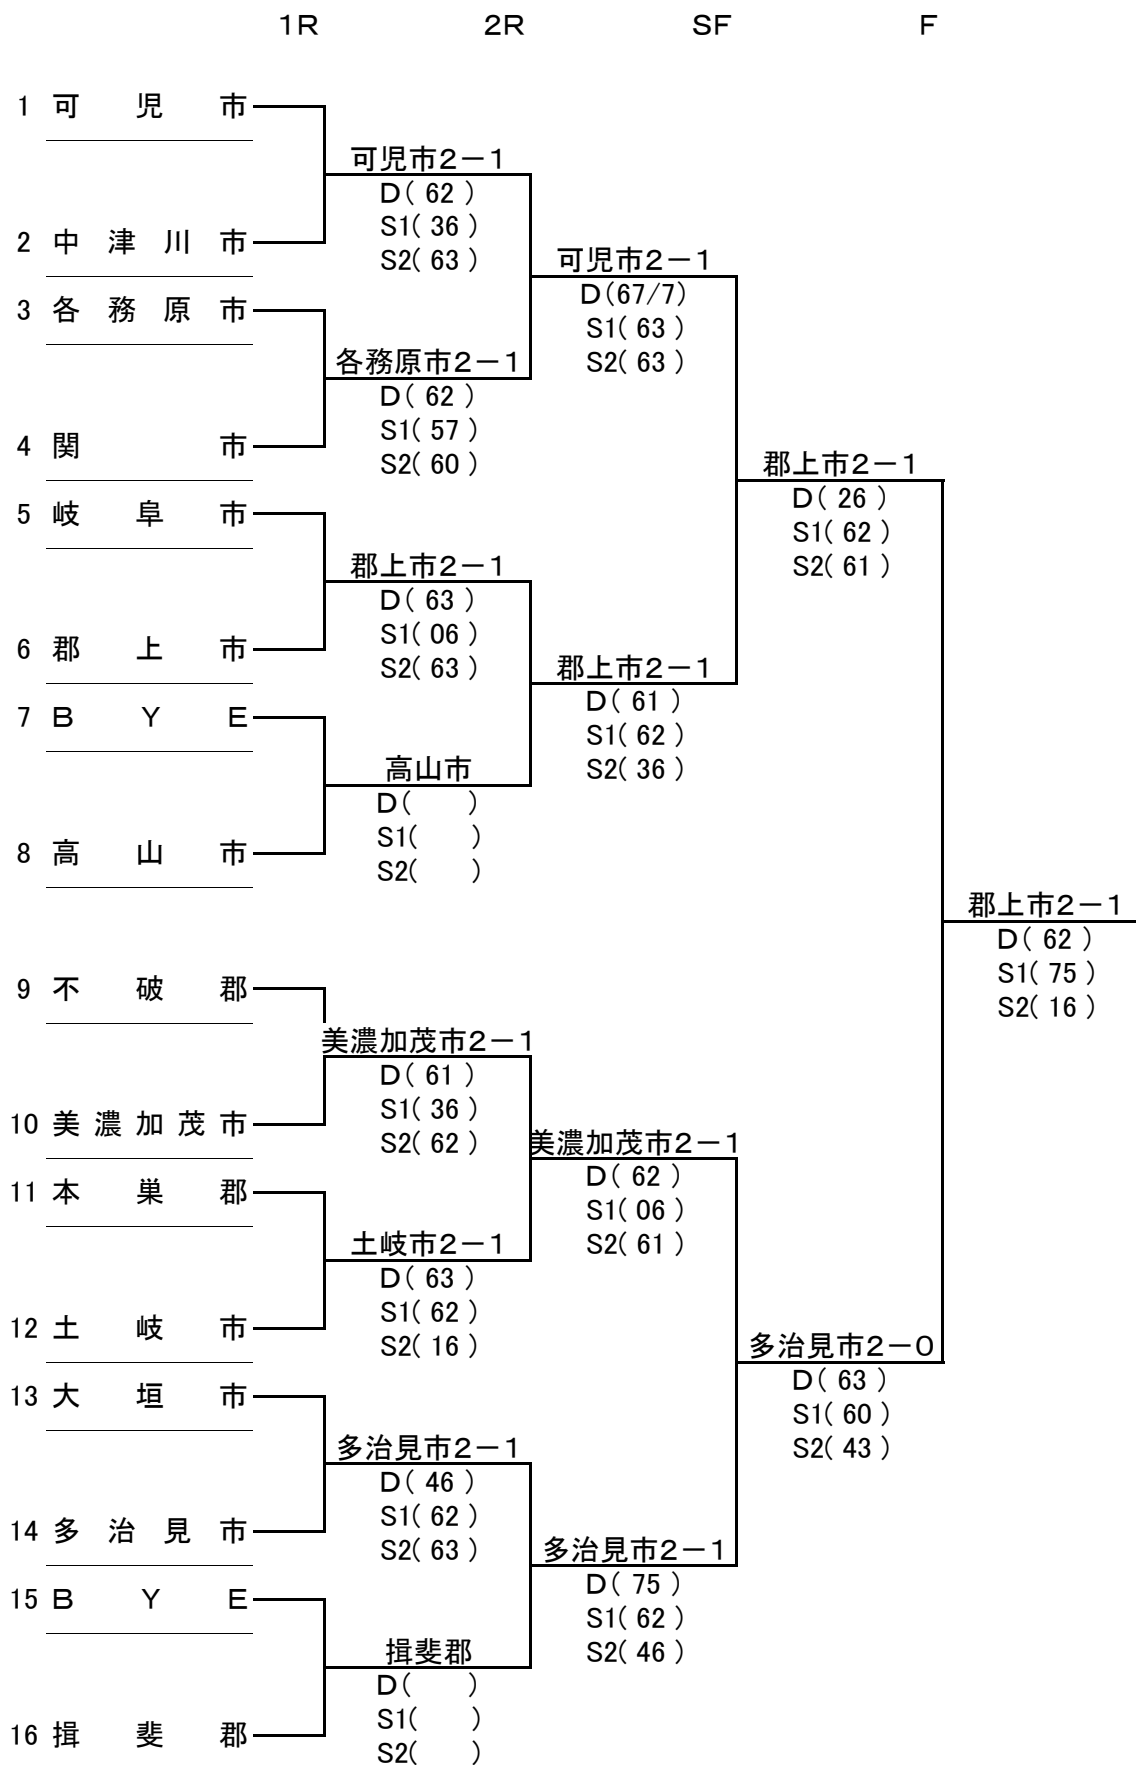 1R 2R SF F
1 可児市
可児市2－1
D( 62 )
S1( 36 )
2 中津川市
S2( 63 )
可児市2－1
D(67/7)
3 各務原市
S1( 63 )
各務原市2－1
S2( 63 )
D( 62 )
S1( 57 )
4 関市
S2( 60 )
郡上市2－1
D( 26 )
5 岐阜市
S1( 62 )
郡上市2－1
S2( 61 )
D( 63 )
S1( 06 )
6 郡上市
S2( 63 )
郡上市2－1
D( 61 )
7 BYE
S1( 62 )
高山市
S2( 36 )
D( )
S1( )
8 高山市
S2( )
郡上市2－1
D( 62 )
S1( 75 )
9 不破郡
S2( 16 )
美濃加茂市2－1
D( 61 )
S1( 36 )
10 美濃加茂市
S2( 62 )
美濃加茂市2－1
D( 62 )
11 本巣郡
S1( 06 )
土岐市2－1
S2( 61 )
D( 63 )
S1( 62 )
12 土岐市
S2( 16 )
多治見市2－0
D( 63 )
13 大垣市
S1( 60 )
多治見市2－1
S2( 43 )
D( 46 )
S1( 62 )
14 多治見市
S2( 63 )
多治見市2－1
D( 75 )
15 BYE
S1( 62 )
揖斐郡
S2( 46 )
D( )
S1( )
16 揖斐郡
S2( )